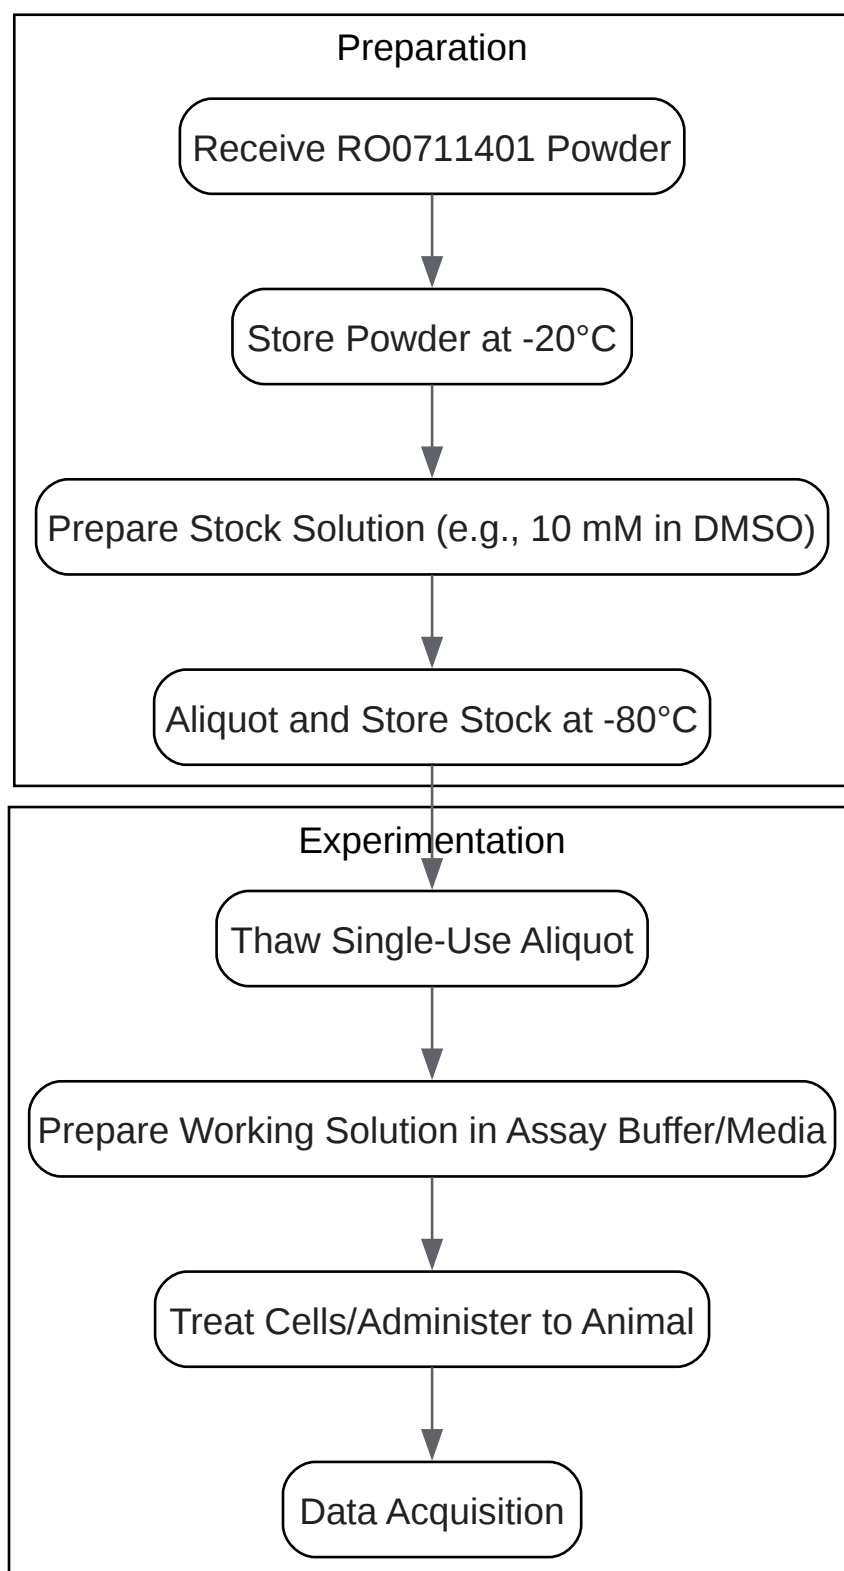 Preparation
Receive RO0711401 Powder
Store Powder at -20°C
Prepare Stock Solution (e.g., 10 mM in DMSO)
Aliquot and Store Stock at -80°C
Experimentation
Thaw Single-Use Aliquot
Prepare Working Solution in Assay Buffer/Media
Treat Cells/Administer to Animal
Data Acquisition